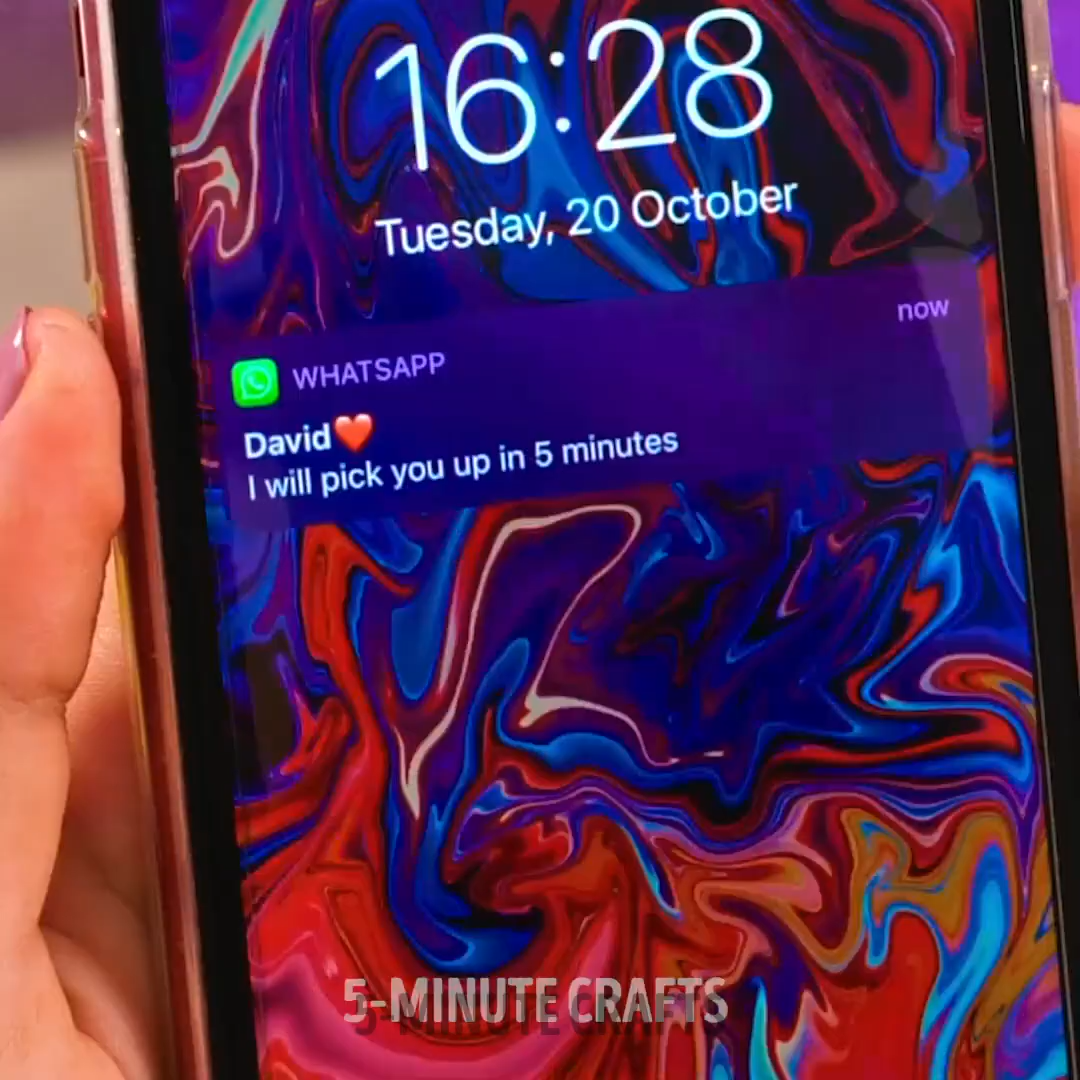 16:28
Tuesday, 20 October
now
WHATSAPP
David❤️
I will pick you up in 5 minutes
5-MINUTE CRAFTS